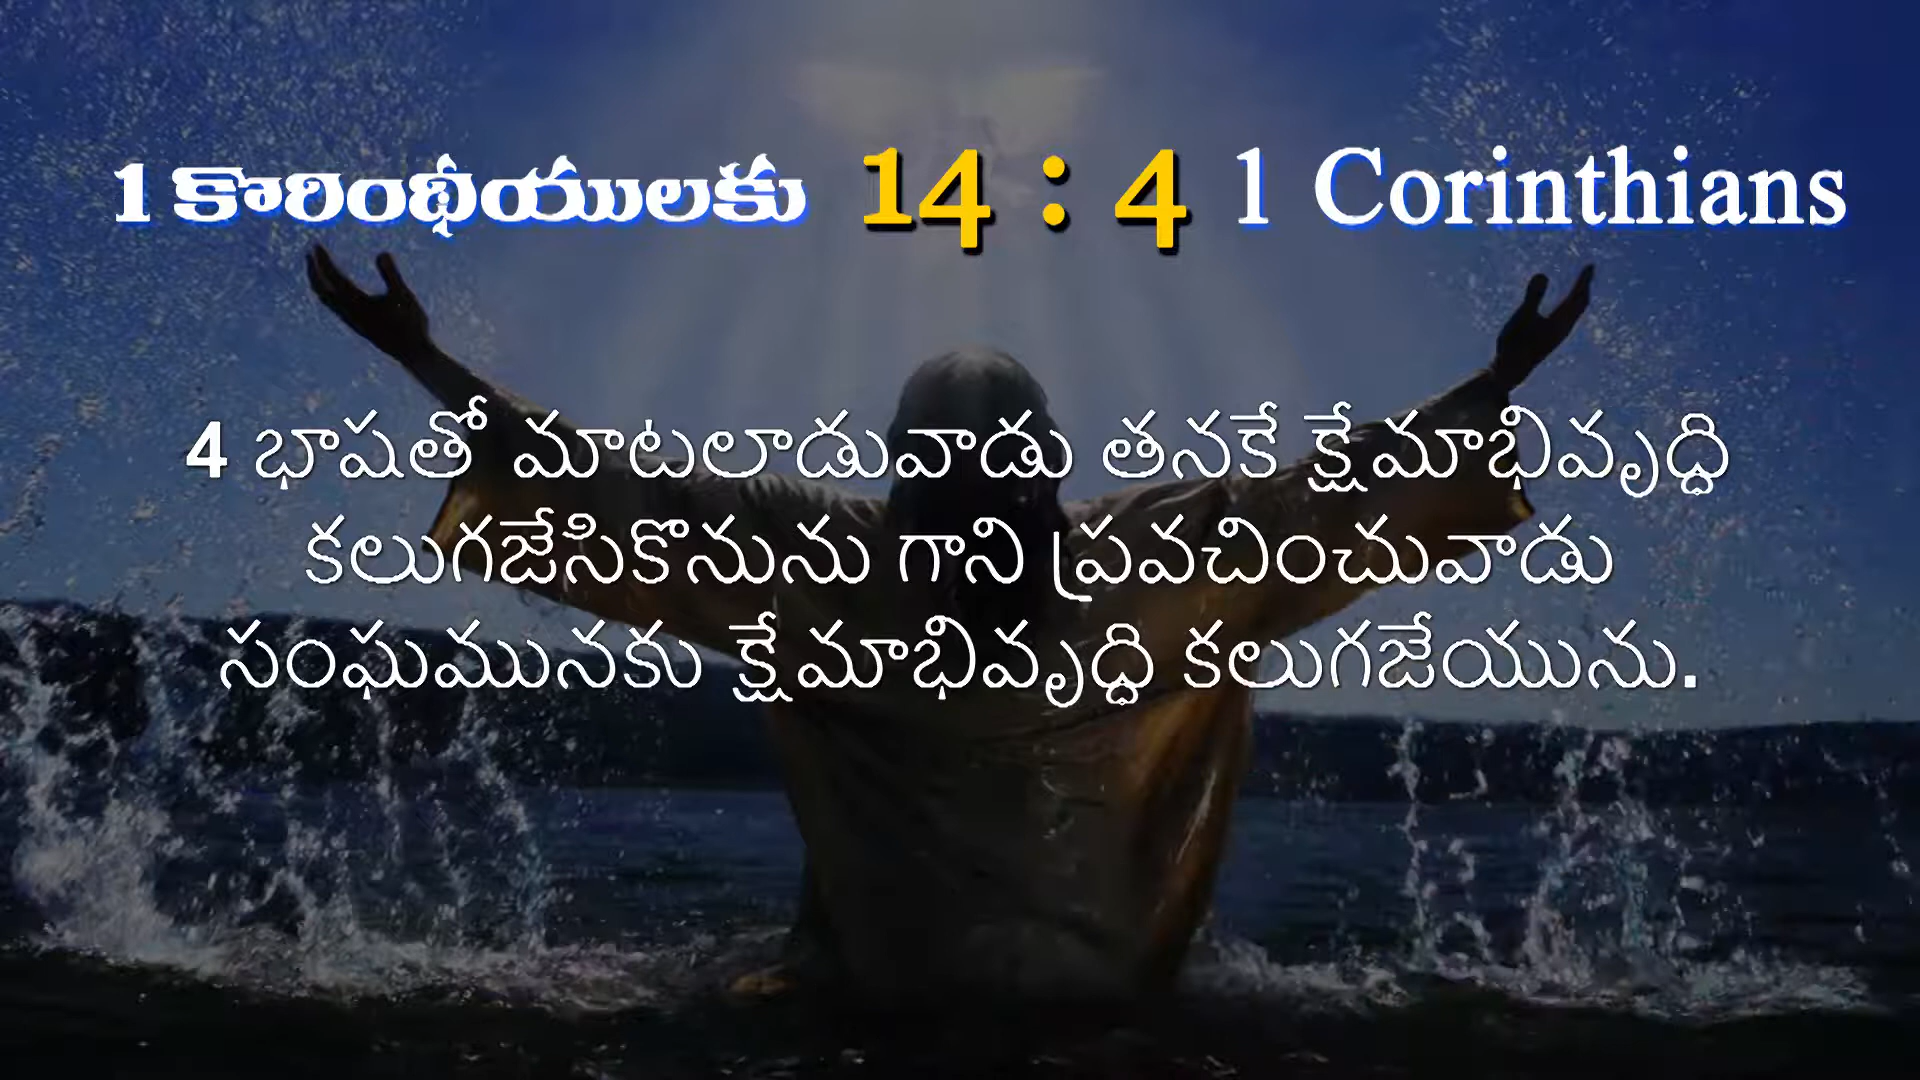 1 కొరింథీయులకు 14 : 4 1 Corinthians
4 భాషతో మాటలాడువాడు తనకే క్షేమాభివృద్ధి
కలుగజేసికొనును గాని ప్రవచించువాడు
సంఘమునకు క్షేమాభివృద్ధి కలుగజేయును.